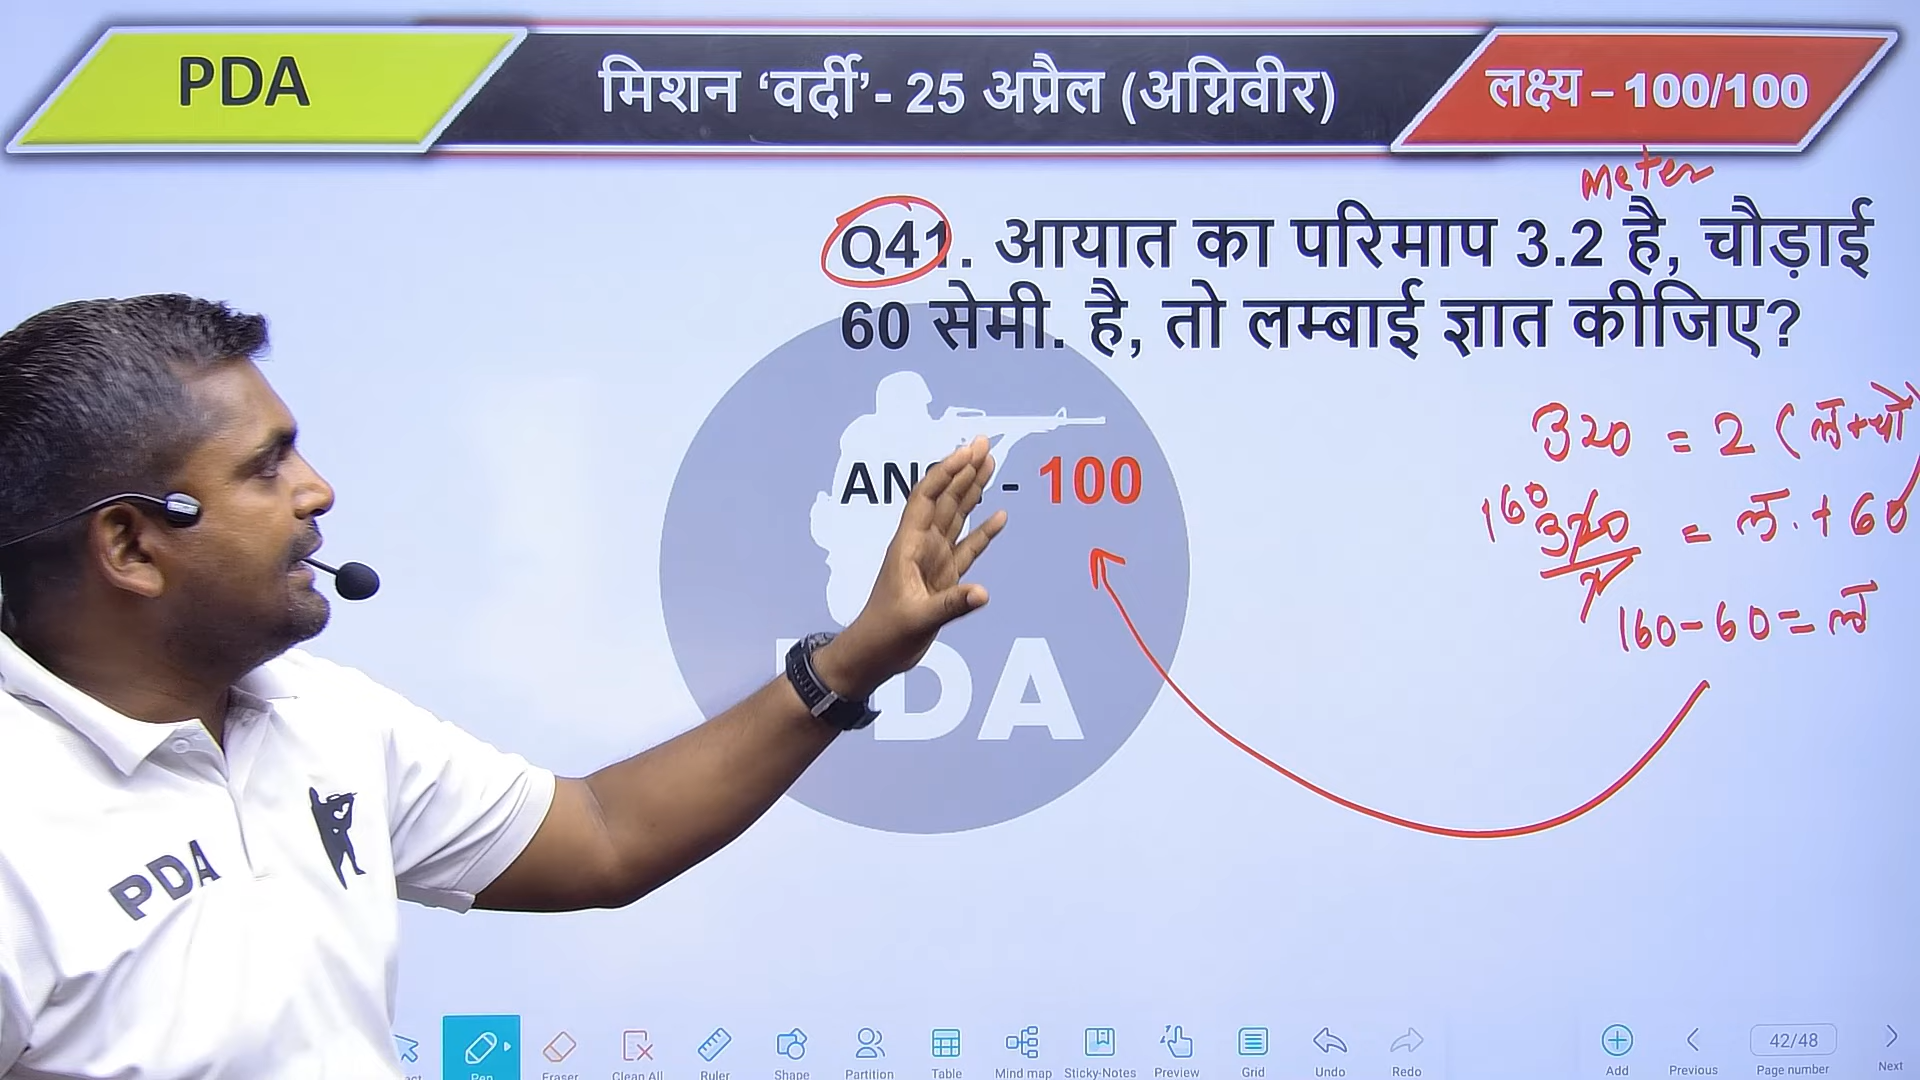 PDA
मिशन ‘वर्दी’- 25 अप्रैल (अग्निवीर)
लक्ष्य – 100/100
meter
Q41. आयात का परिमाप 3.2 है, चौड़ाई
60 सेमी. है, तो लम्बाई ज्ञात कीजिए?
320 = 2 (ल+चौ)
160
320/2 = ल. + 60
160-60=ल
- 100
PDA
PDA
Pen
Eraser
Clean All
Ruler
Shape
Partition
Table
Mind map
Sticky-Notes
Preview
Grid
Undo
Redo
Add
Previous
42/48
Page number
Next